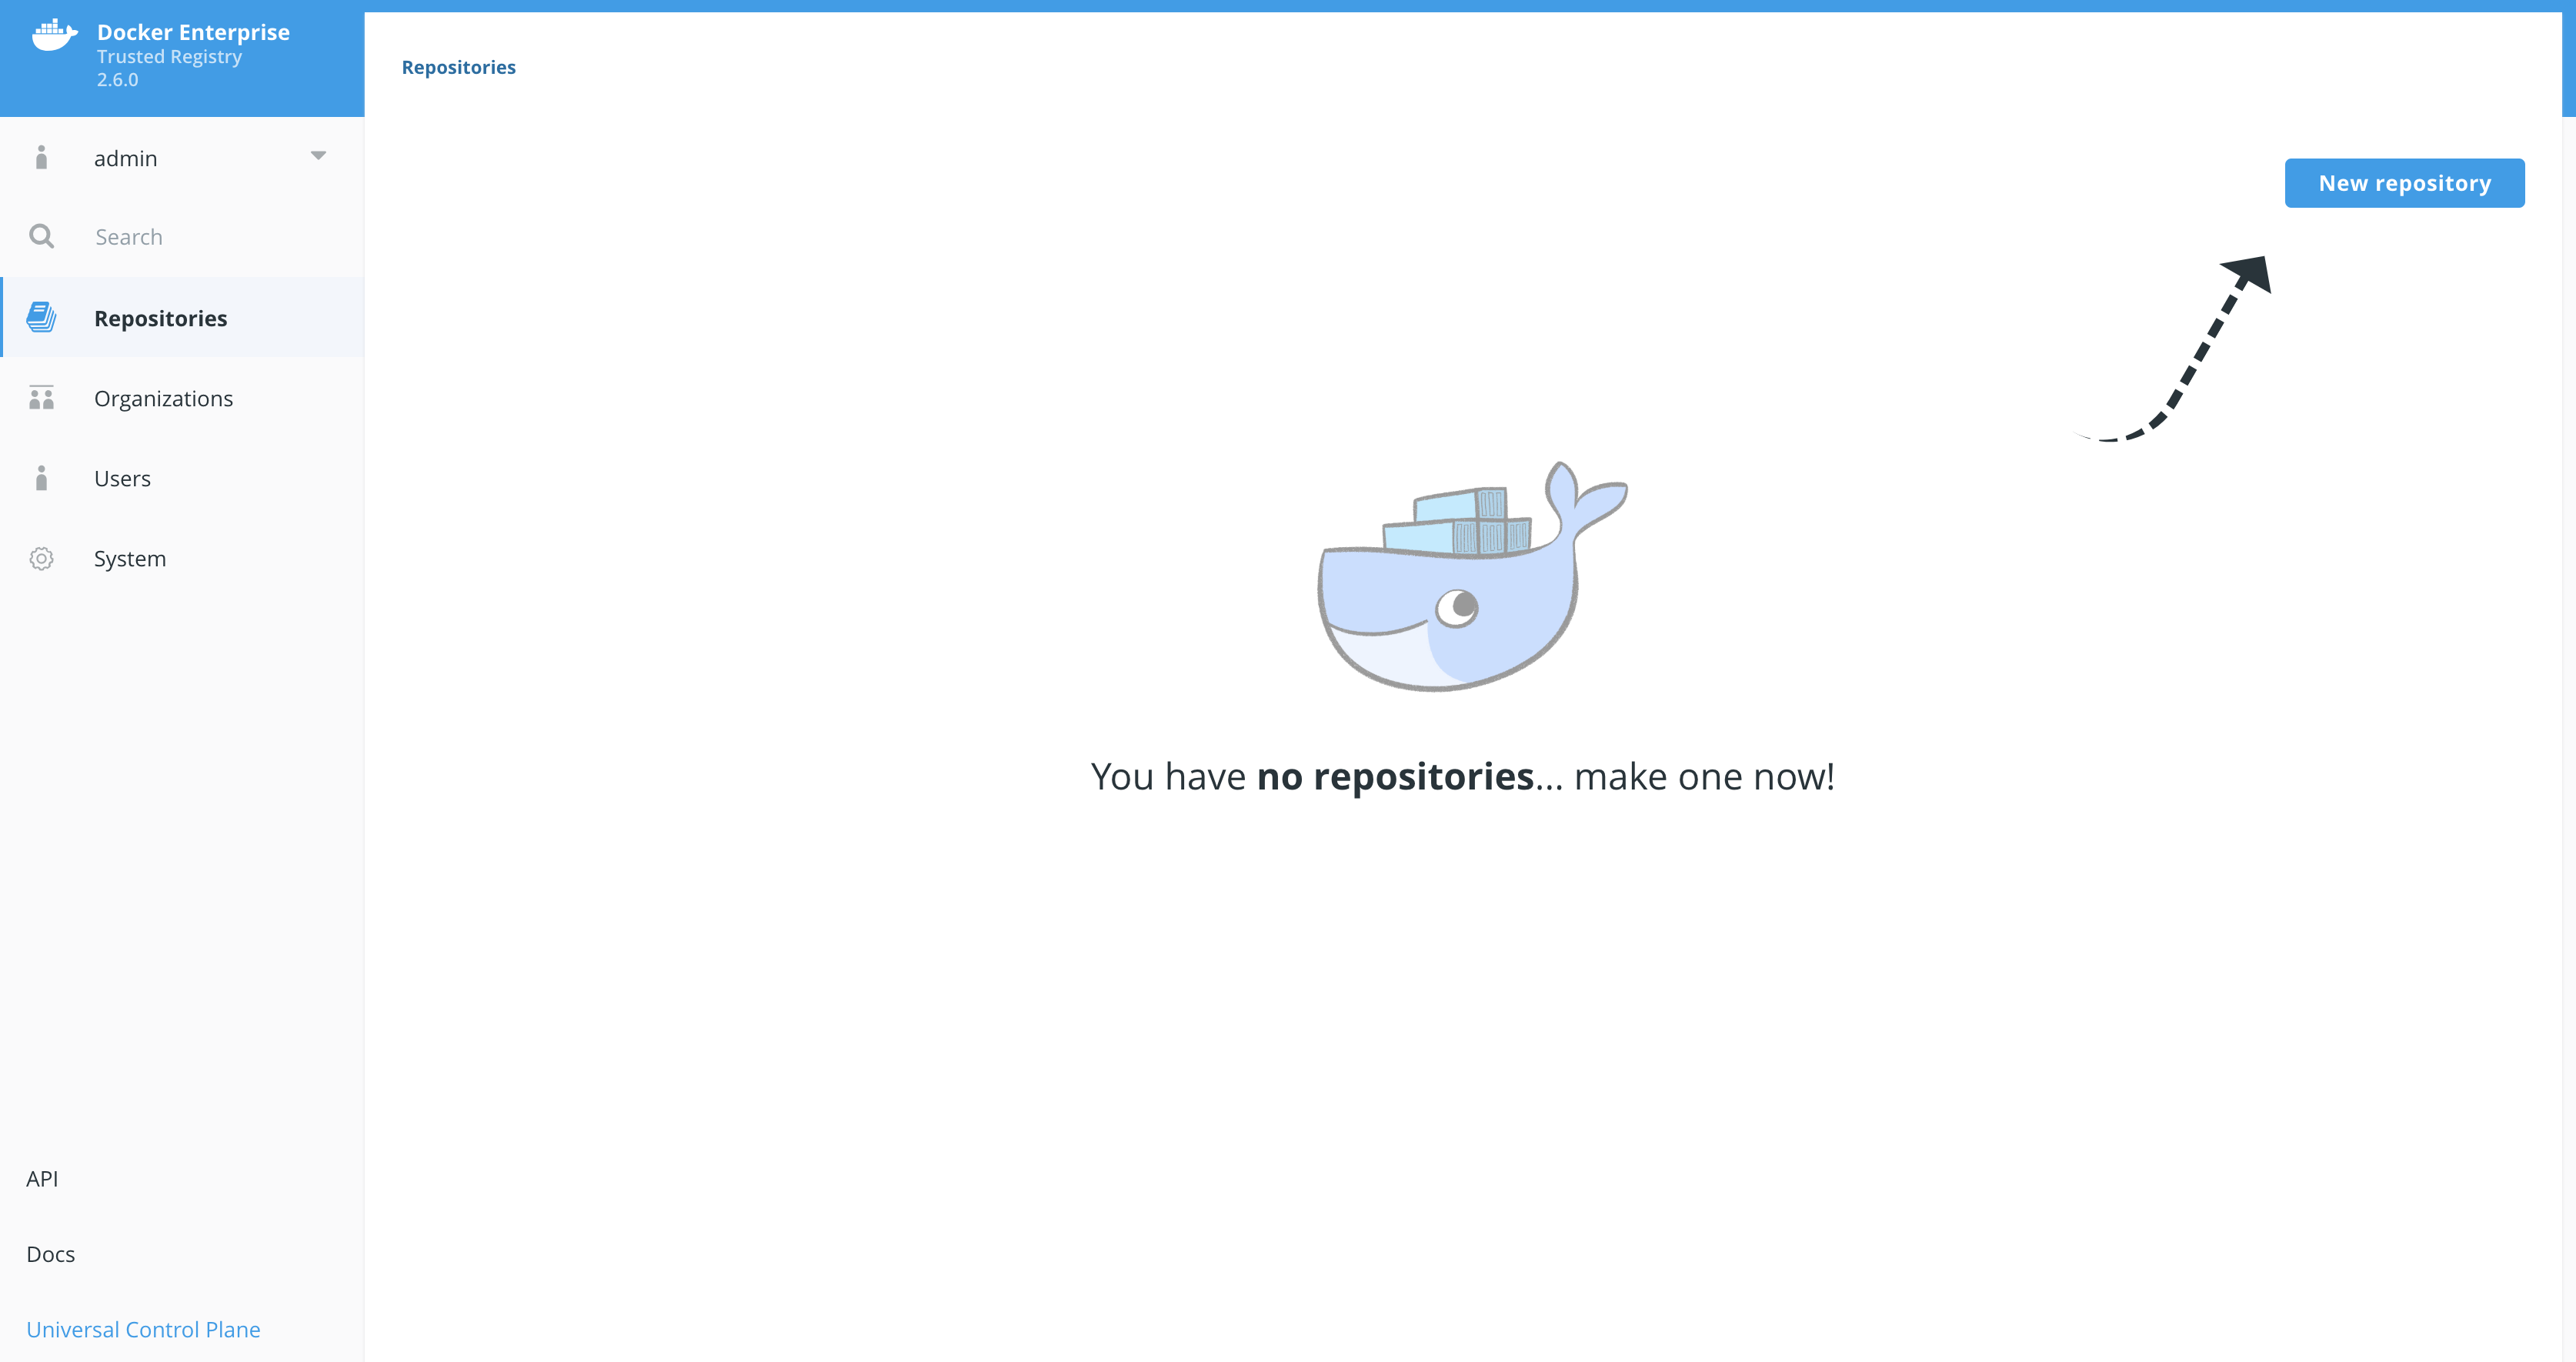 Docker Enterprise
Trusted Registry
2.6.0
admin
Search
Repositories
Organizations
Users
System
API
Docs
Universal Control Plane
Repositories
New repository
You have no repositories... make one now!